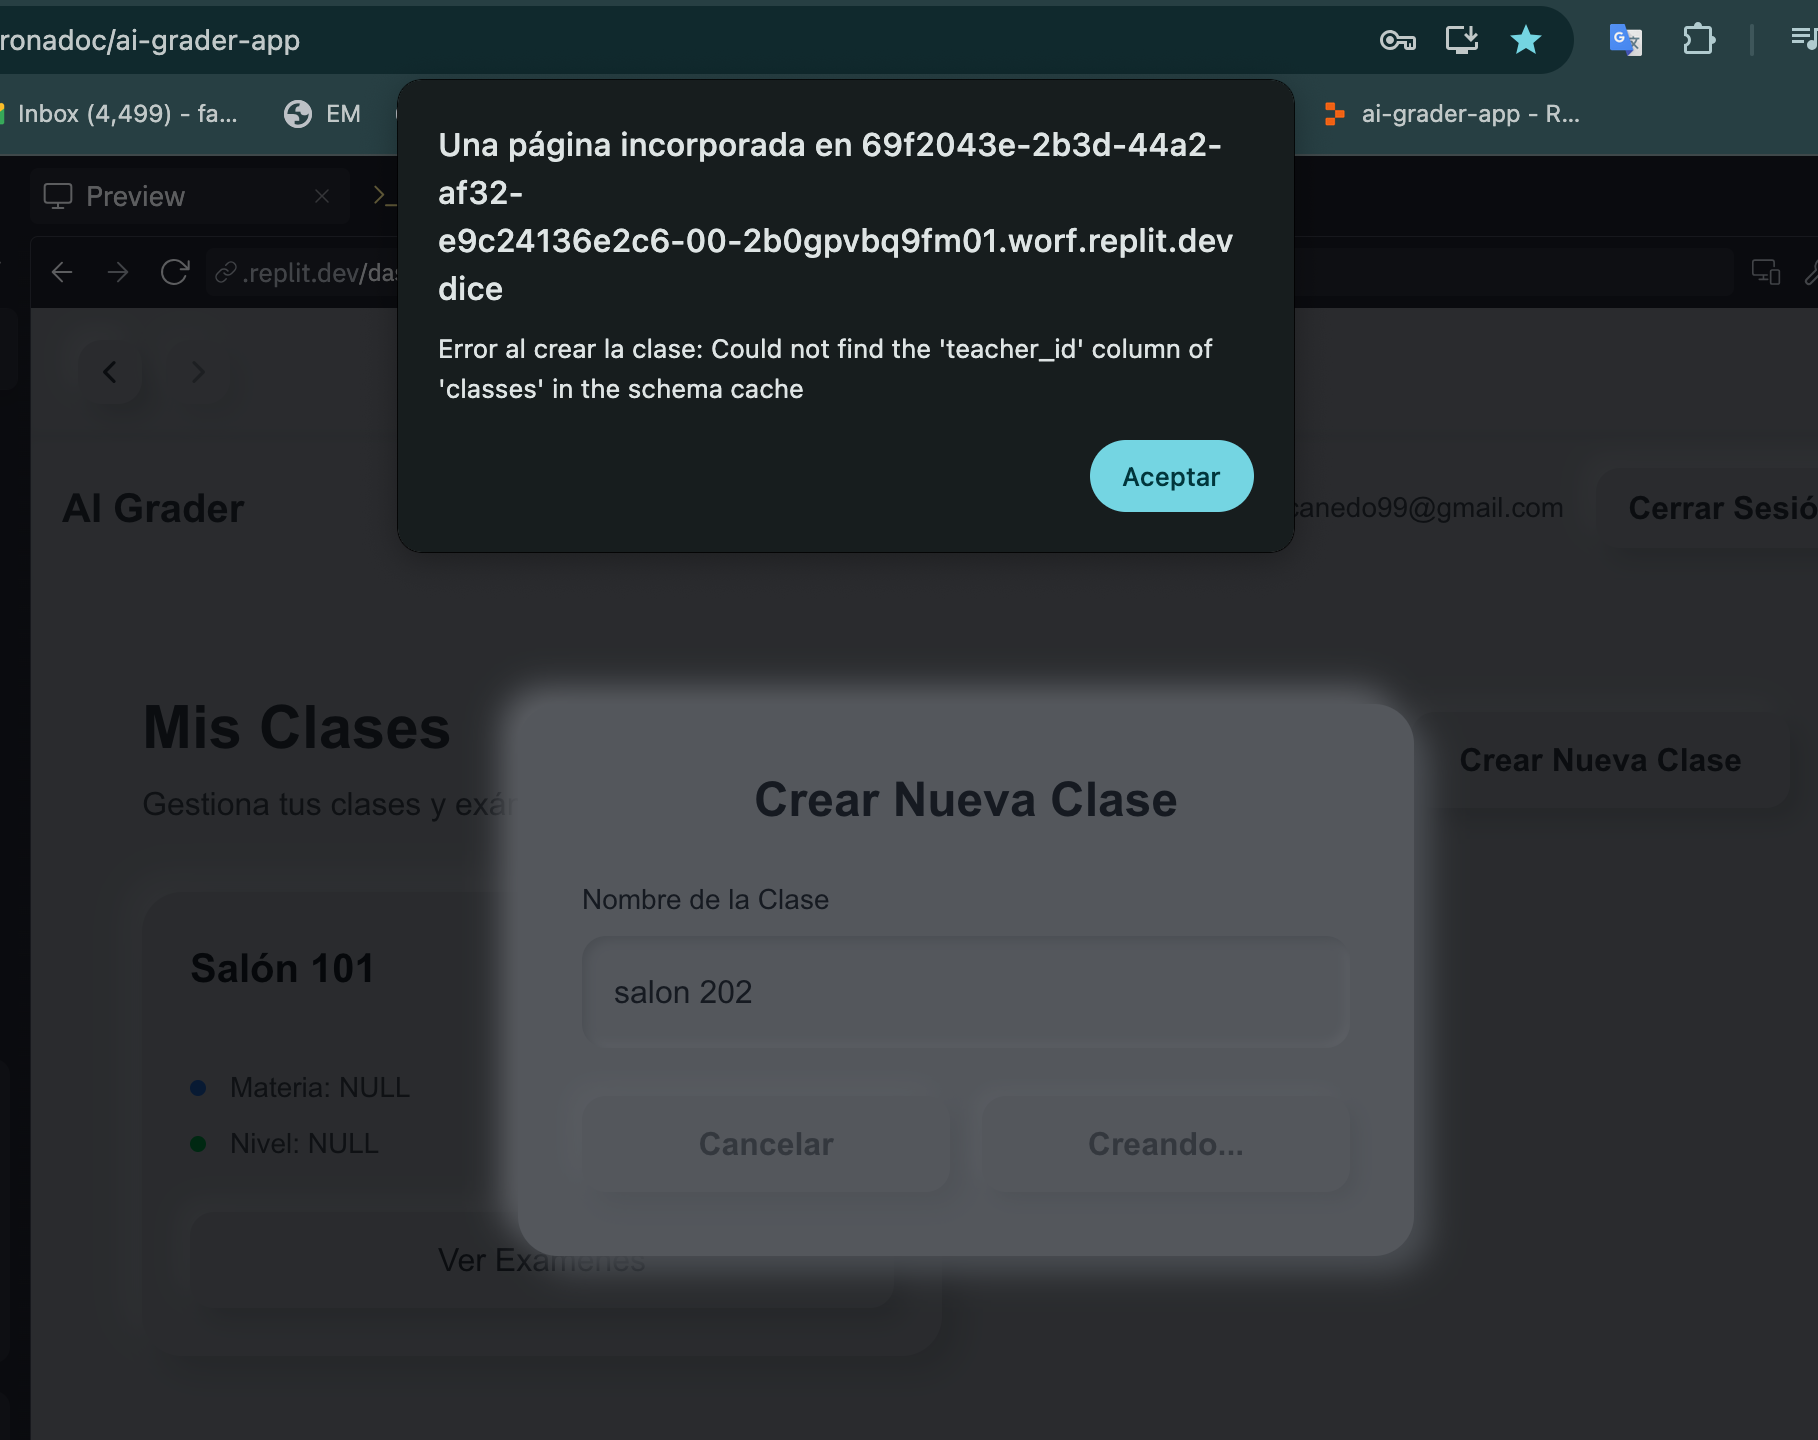 ronadoc/ai-grader-app
Inbox (4,499) - fa...
EM
ai-grader-app - R...
Una página incorporada en 69f2043e-2b3d-44a2-
af32-
e9c24136e2c6-00-2b0gpvbq9fm01.worf.replit.dev
dice
Error al crear la clase: Could not find the 'teacher_id' column of
'classes' in the schema cache
Aceptar
Preview
.replit.dev/das
AI Grader
canedo99@gmail.com
Cerrar Sesió
Mis Clases
Gestiona tus clases y exám
Crear Nueva Clase
Crear Nueva Clase
Nombre de la Clase
salon 202
Cancelar
Creando...
Salón 101
Materia: NULL
Nivel: NULL
Ver Exámenes